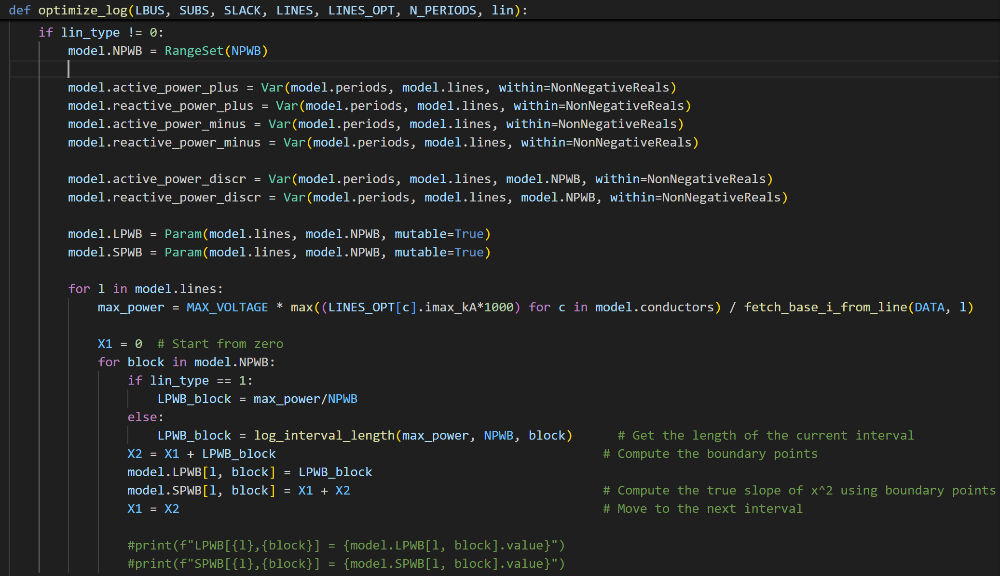 def optimize_log(LBUS, SUBS, SLACK, LINES, LINES_OPT, N_PERIODS, lin):
    if lin_type != 0:
        model.NPWB = RangeSet(NPWB)

        model.active_power_plus = Var(model.periods, model.lines, within=NonNegativeReals)
        model.reactive_power_plus = Var(model.periods, model.lines, within=NonNegativeReals)
        model.active_power_minus = Var(model.periods, model.lines, within=NonNegativeReals)
        model.reactive_power_minus = Var(model.periods, model.lines, within=NonNegativeReals)

        model.active_power_discr = Var(model.periods, model.lines, model.NPWB, within=NonNegativeReals)
        model.reactive_power_discr = Var(model.periods, model.lines, model.NPWB, within=NonNegativeReals)

        model.LPWB = Param(model.lines, model.NPWB, mutable=True)
        model.SPWB = Param(model.lines, model.NPWB, mutable=True)

        for l in model.lines:
            max_power = MAX_VOLTAGE * max((LINES_OPT[c].imax_kA*1000) for c in model.conductors) / fetch_base_i_from_line(DATA, l)

            X1 = 0  # Start from zero
            for block in model.NPWB:
                if lin_type == 1:
                    LPWB_block = max_power/NPWB
                else:
                    LPWB_block = log_interval_length(max_power, NPWB, block)      # Get the length of the current interval
                X2 = X1 + LPWB_block                                            # Compute the boundary points
                model.LPWB[l, block] = LPWB_block
                model.SPWB[l, block] = X1 + X2                                  # Compute the true slope of x^2 using boundary points
                X1 = X2                                                         # Move to the next interval

                #print(f"LPWB[{l},{block}] = {model.LPWB[l, block].value}")
                #print(f"SPWB[{l},{block}] = {model.SPWB[l, block].value}")